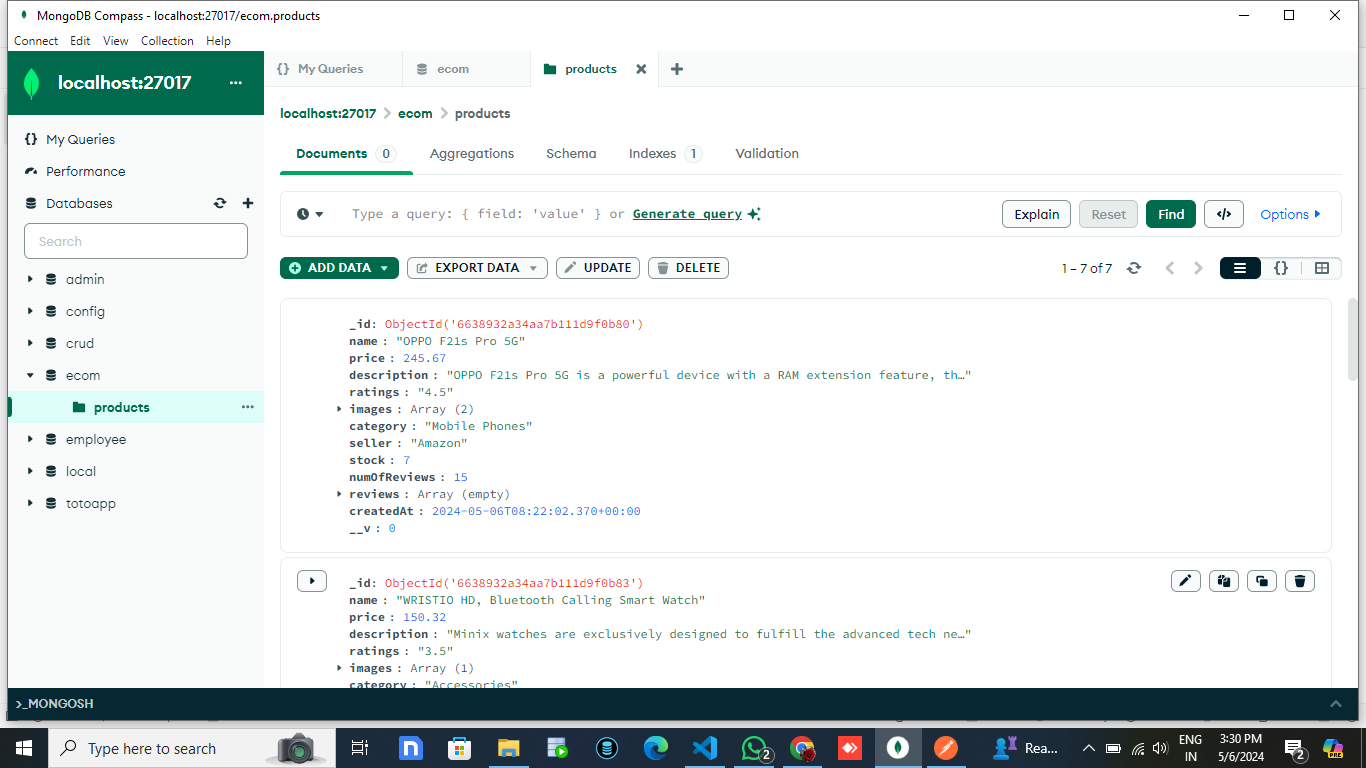 MongoDB Compass - localhost:27017/ecom.products
Connect Edit View Collection Help
localhost:27017 ...
My Queries
Performance
Databases
Search
admin
config
crud
ecom
products ...
employee
local
totoapp
{} My Queries
ecom
products
localhost:27017 > ecom > products
Documents 0 Aggregations Schema Indexes 1 Validation
Type a query: { field: 'value' } or Generate query
Explain Reset Find </> Options
ADD DATA EXPORT DATA UPDATE DELETE
1 – 7 of 7
{}
_id: ObjectId('6638932a34aa7b111d9f0b80')
name : "OPPO F21s Pro 5G"
price : 245.67
description : "OPPO F21s Pro 5G is a powerful device with a RAM extension feature, th…"
ratings : "4.5"
images : Array (2)
category : "Mobile Phones"
seller : "Amazon"
stock : 7
numOfReviews : 15
reviews : Array (empty)
createdAt : 2024-05-06T08:22:02.370+00:00
__v : 0
_id: ObjectId('6638932a34aa7b111d9f0b83')
name : "WRISTIO HD, Bluetooth Calling Smart Watch"
price : 150.32
description : "Minix watches are exclusively designed to fulfill the advanced tech ne…"
ratings : "3.5"
images : Array (1)
category : "Accessories"
>_MONGOSH
Type here to search
N
2
Rea...
ENG
IN
3:30 PM
5/6/2024
2
PRE